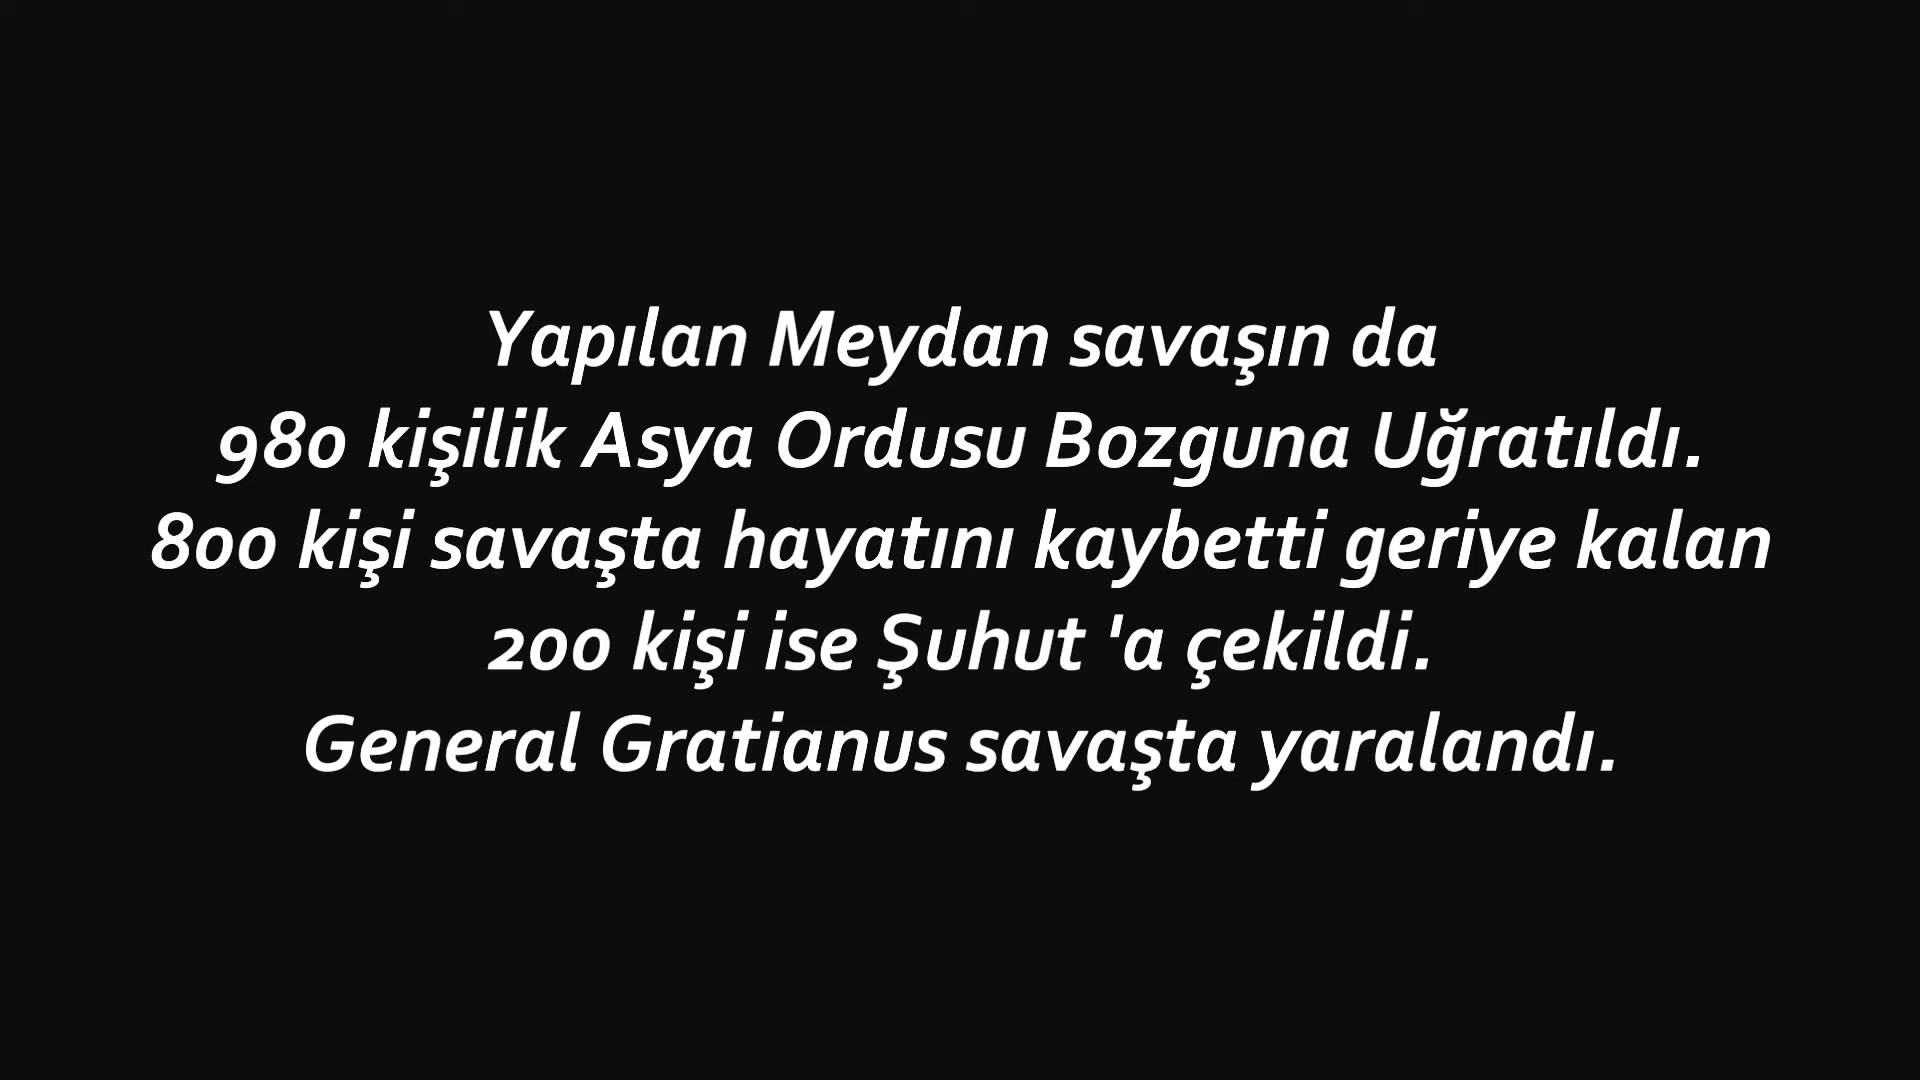 Yapılan Meydan savaşın da
980 kişilik Asya Ordusu Bozguna Uğratıldı.
800 kişi savaşta hayatını kaybetti geriye kalan
200 kişi ise Şuhut 'a çekildi.
General Gratianus savaşta yaralandı.